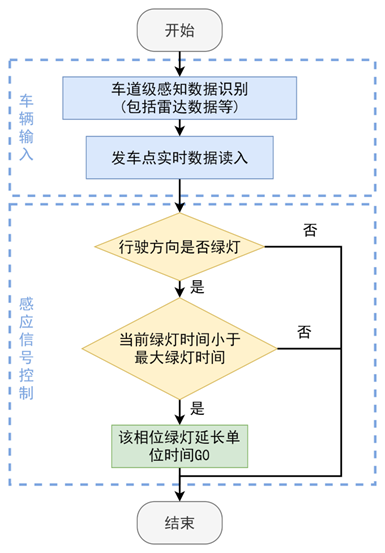 开始
车辆输入
车道级感知数据识别
（包括雷达数据等）
发车点实时数据读入
感应信号控制
行驶方向是否绿灯
否
是
当前绿灯时间小于
最大绿灯时间
否
是
该相位绿灯延长单
位时间GO
结束